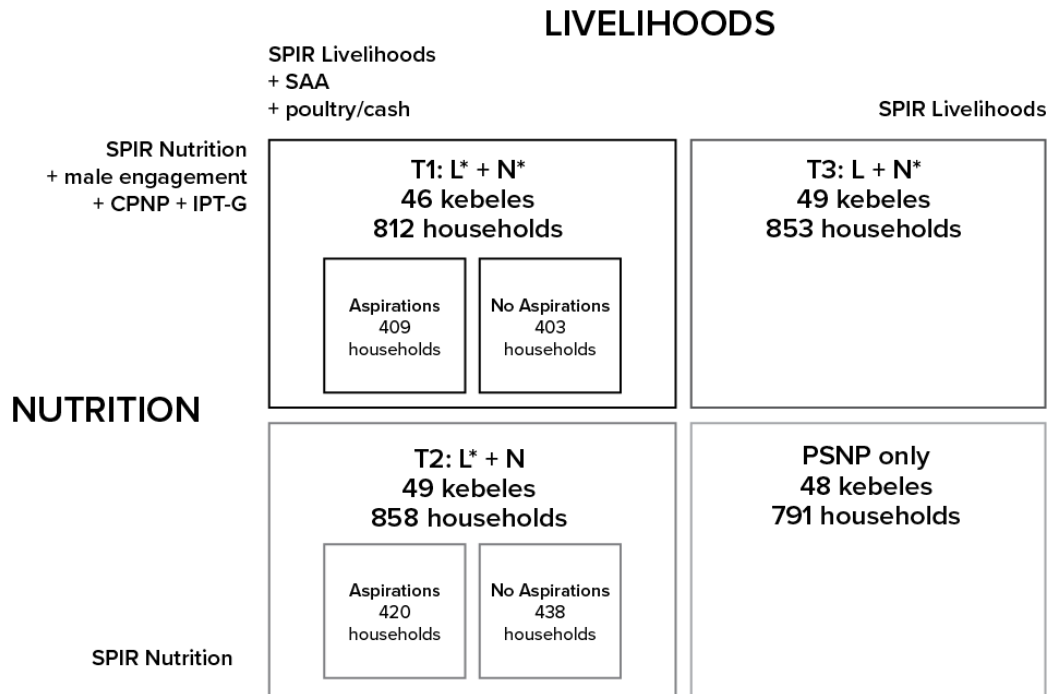 LIVELIHOODS
SPIR Livelihoods
+ SAA
+ poultry/cash
SPIR Livelihoods
SPIR Nutrition
+ male engagement
+ CPNP + IPT-G
T1: L* + N*
46 kebeles
812 households
Aspirations
409
households
No Aspirations
403
households
T3: L + N*
49 kebeles
853 households
NUTRITION
T2: L* + N
49 kebeles
858 households
Aspirations
420
households
No Aspirations
438
households
PSNP only
48 kebeles
791 households
SPIR Nutrition